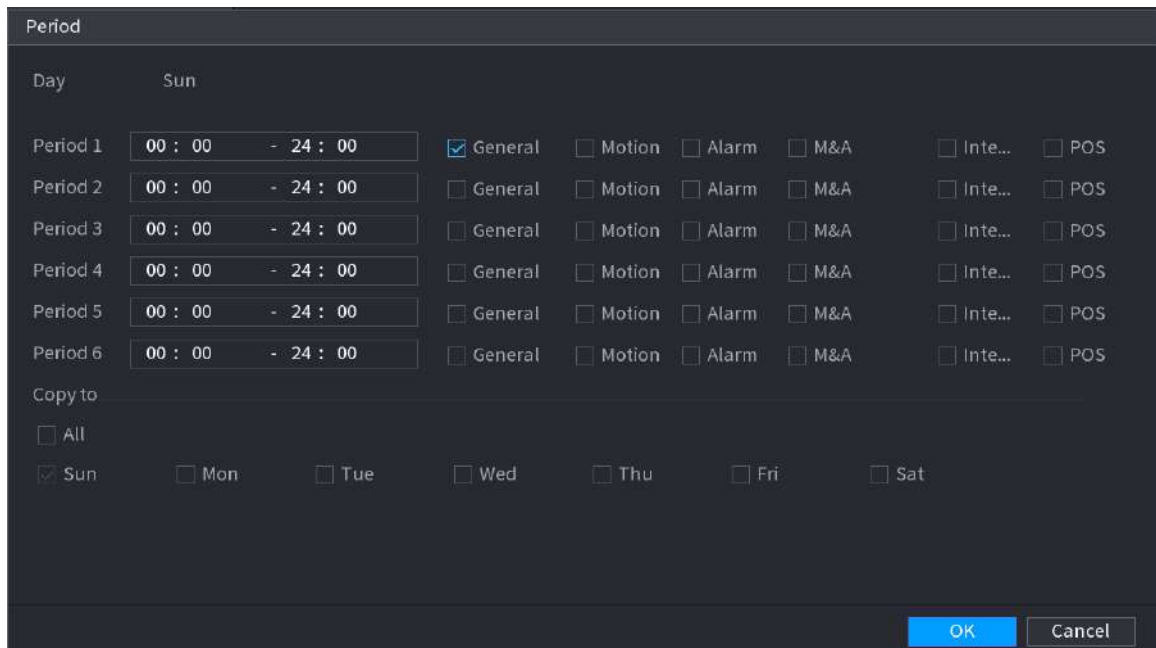 Period
Day Sun
Period 1 00 : 00 - 24 : 00 General Motion Alarm M&A Inte... POS
Period 2 00 : 00 - 24 : 00 General Motion Alarm M&A Inte... POS
Period 3 00 : 00 - 24 : 00 General Motion Alarm M&A Inte... POS
Period 4 00 : 00 - 24 : 00 General Motion Alarm M&A Inte... POS
Period 5 00 : 00 - 24 : 00 General Motion Alarm M&A Inte... POS
Period 6 00 : 00 - 24 : 00 General Motion Alarm M&A Inte... POS
Copy to
All
Sun Mon Tue Wed Thu Fri Sat
OK Cancel